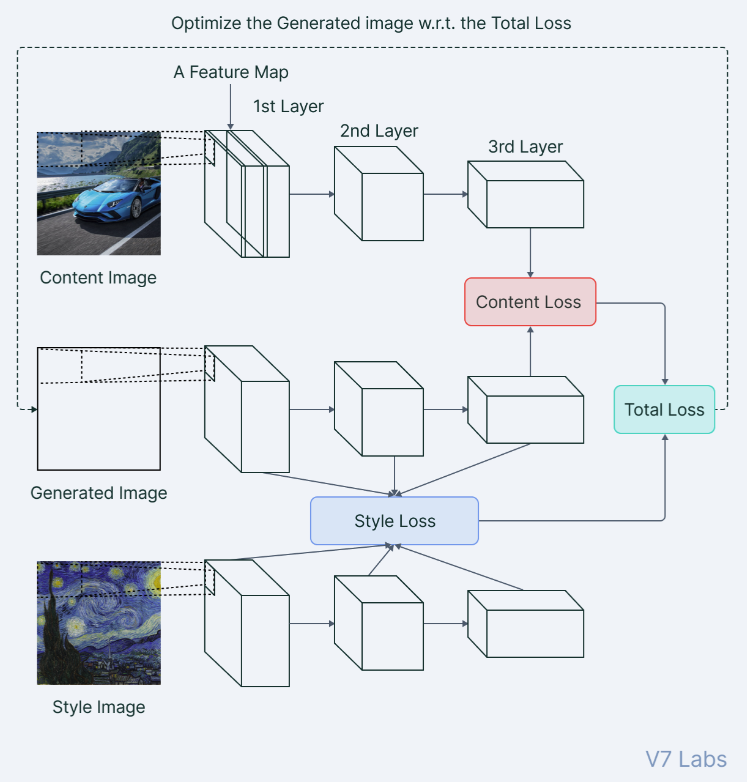 Optimize the Generated image w.r.t. the Total Loss
A Feature Map
1st Layer
2nd Layer
3rd Layer
Content Image
Content Loss
Total Loss
Generated Image
Style Loss
Style Image
V7 Labs